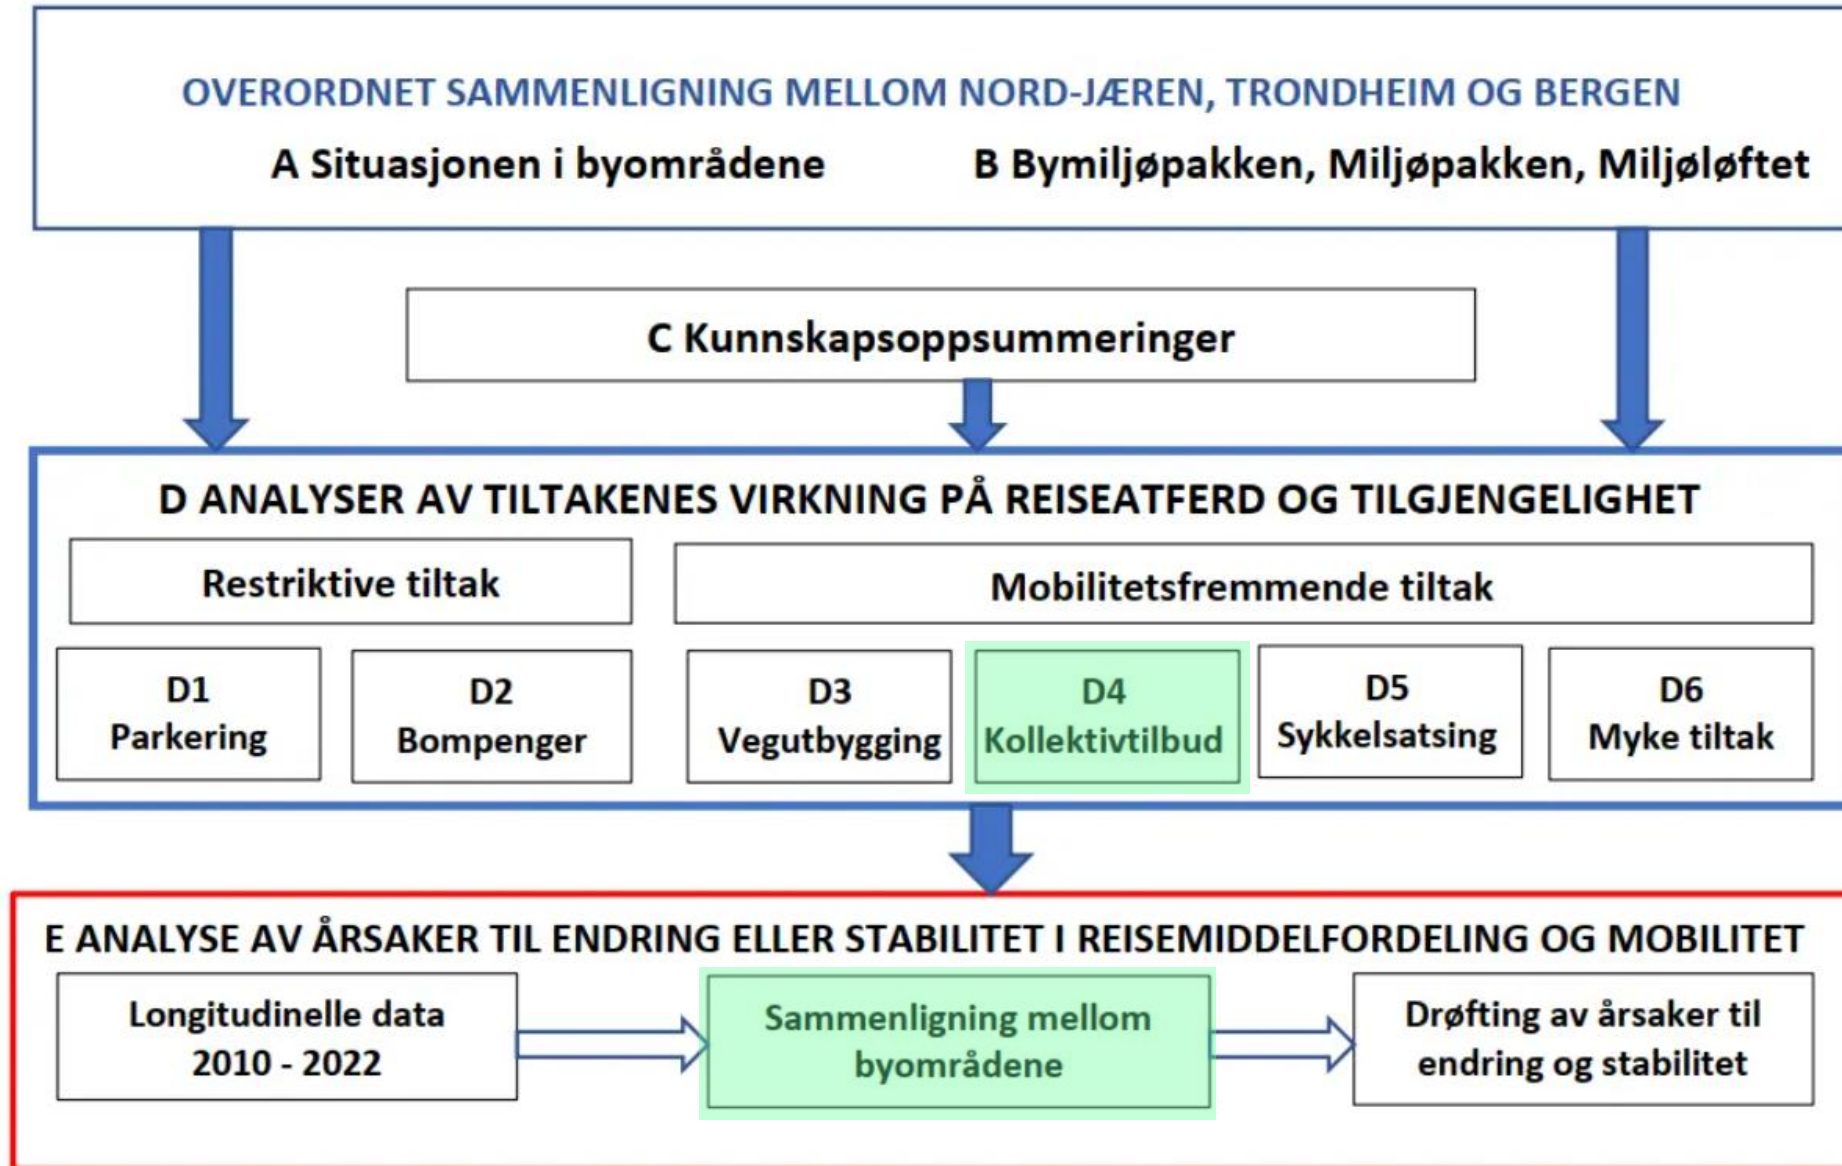 OVERORDNET SAMMENLIGNING MELLOM NORD-JÆREN, TRONDHEIM OG BERGEN
A Situasjonen i byområdene
B Bymiljøpakken, Miljøpakken, Miljøløftet
C Kunnskapsoppsummeringer
D ANALYSER AV TILTAKENES VIRKNING PÅ REISEATFERD OG TILGJENGELIGHET
Restriktive tiltak
Mobilitetsfremmende tiltak
D1
Parkering
D2
Bompenger
D3
Vegutbygging
D4
Kollektivtilbud
D5
Sykkelsatsing
D6
Myke tiltak
E ANALYSE AV ÅRSAKER TIL ENDRING ELLER STABILITET I REISEMIDDELFORDELING OG MOBILITET
Longitudinelle data
2010 - 2022
Sammenligning mellom
byområdene
Drøfting av årsaker til
endring og stabilitet